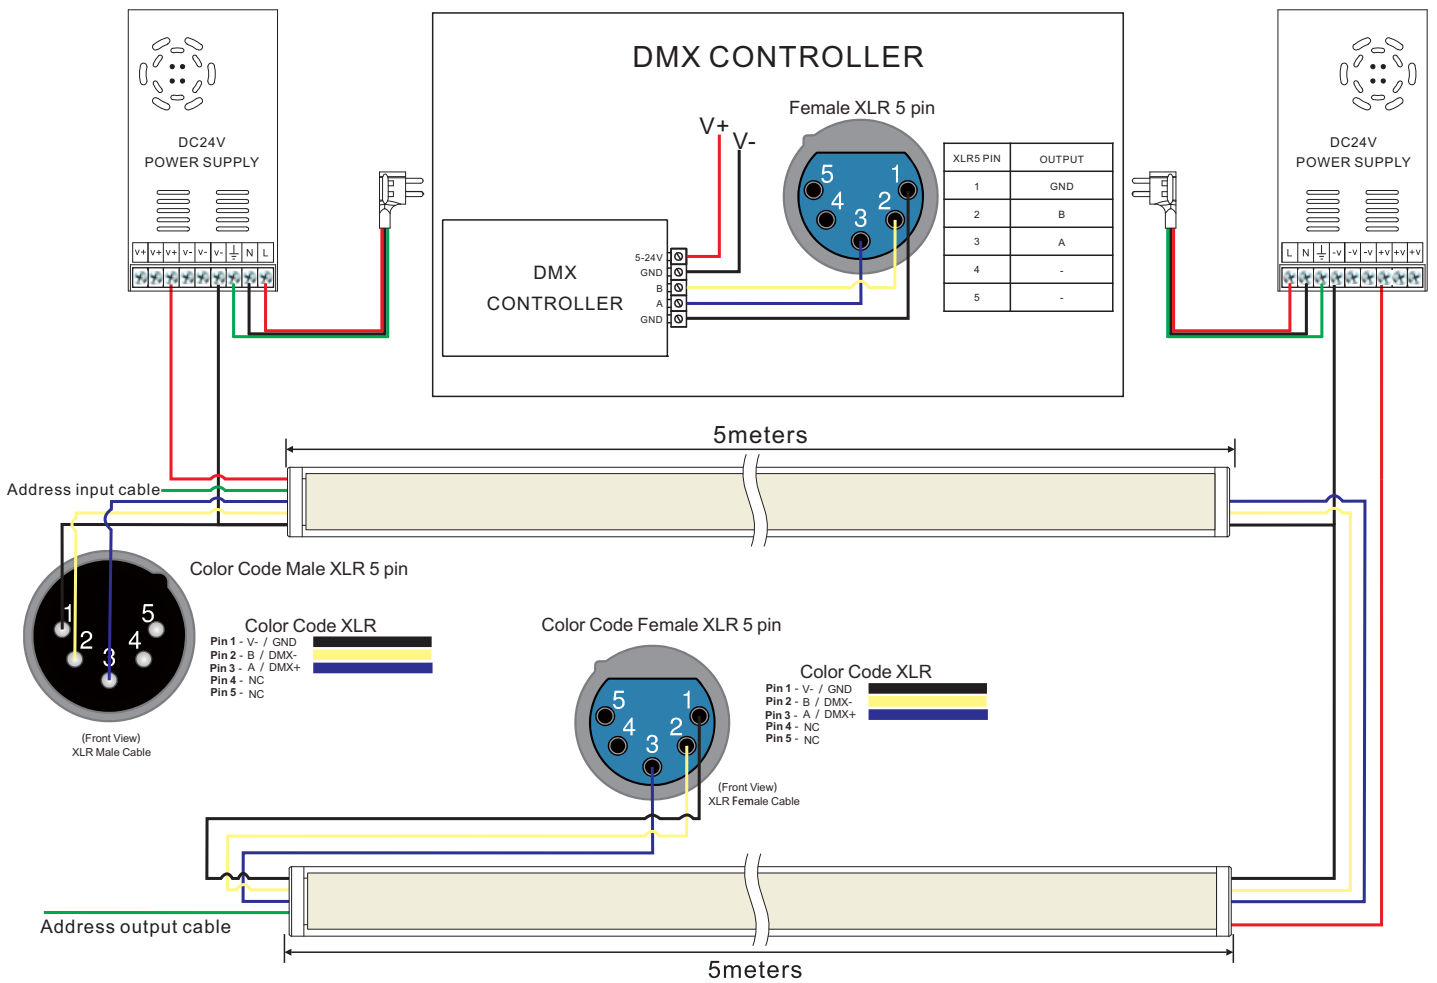 DMX CONTROLLER
DC24V
POWER SUPPLY
V+ V+ V+ V- V- V- N L
Female XLR 5 pin
V+
V-
5
4
3
2
1
XLR5 PIN OUTPUT
1 GND
2 B
3 A
4 -
5 -
DMX
CONTROLLER
5-24V
GND
B
A
GND
DC24V
POWER SUPPLY
L N -V -V -V +V +V +V
5meters
Address input cable
Color Code Male XLR 5 pin
1
2
3
4
5
(Front View)
XLR Male Cable
Color Code XLR
Pin 1 - V- / GND
Pin 2 - B / DMX-
Pin 3 - A / DMX+
Pin 4 - NC
Pin 5 - NC
Color Code Female XLR 5 pin
5
4
3
2
1
(Front View)
XLR Female Cable
Color Code XLR
Pin 1 - V- / GND
Pin 2 - B / DMX-
Pin 3 - A / DMX+
Pin 4 - NC
Pin 5 - NC
Address output cable
5meters